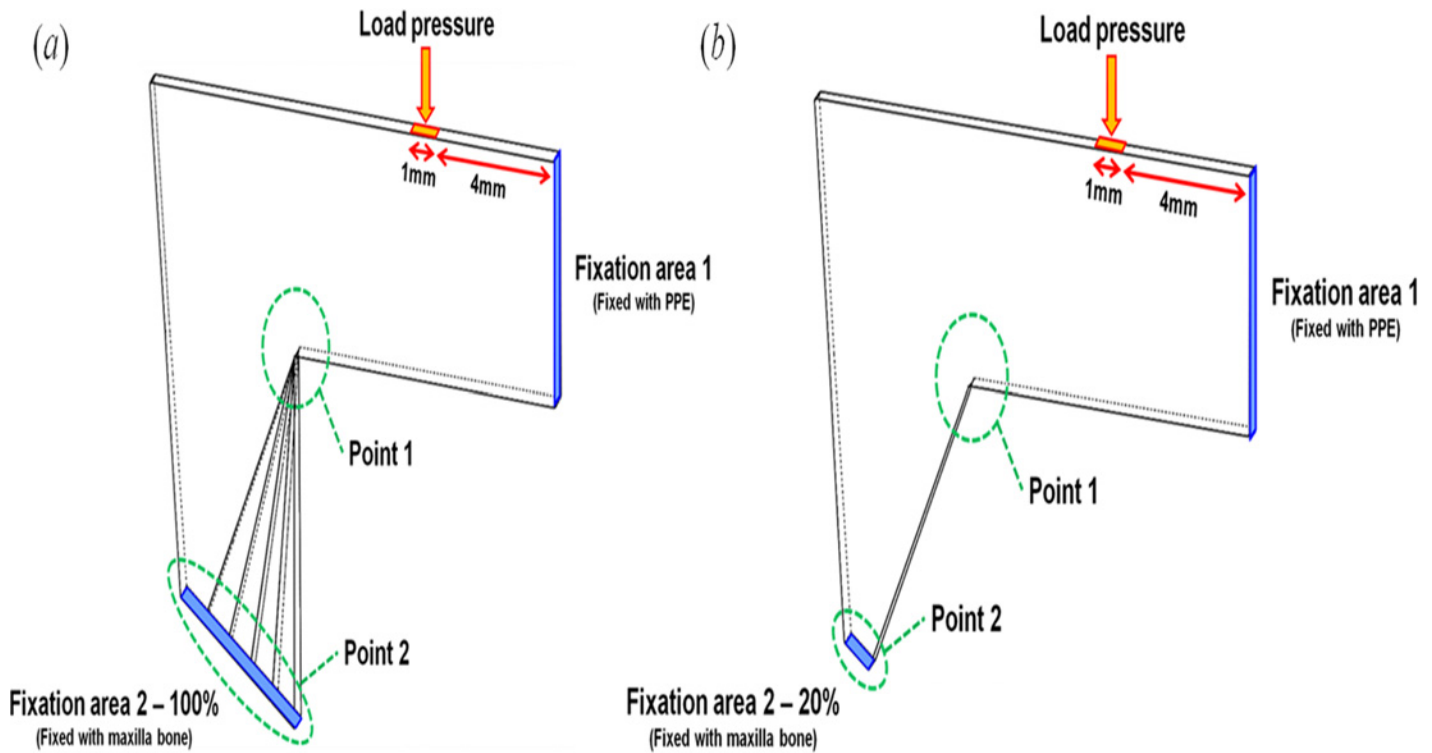 (a)
Load pressure
1mm
4mm
Fixation area 1
(Fixed with PPE)
Point 1
Point 2
Fixation area 2 – 100%
(Fixed with maxilla bone)
(b)
Load pressure
1mm
4mm
Fixation area 1
(Fixed with PPE)
Point 1
Point 2
Fixation area 2 – 20%
(Fixed with maxilla bone)